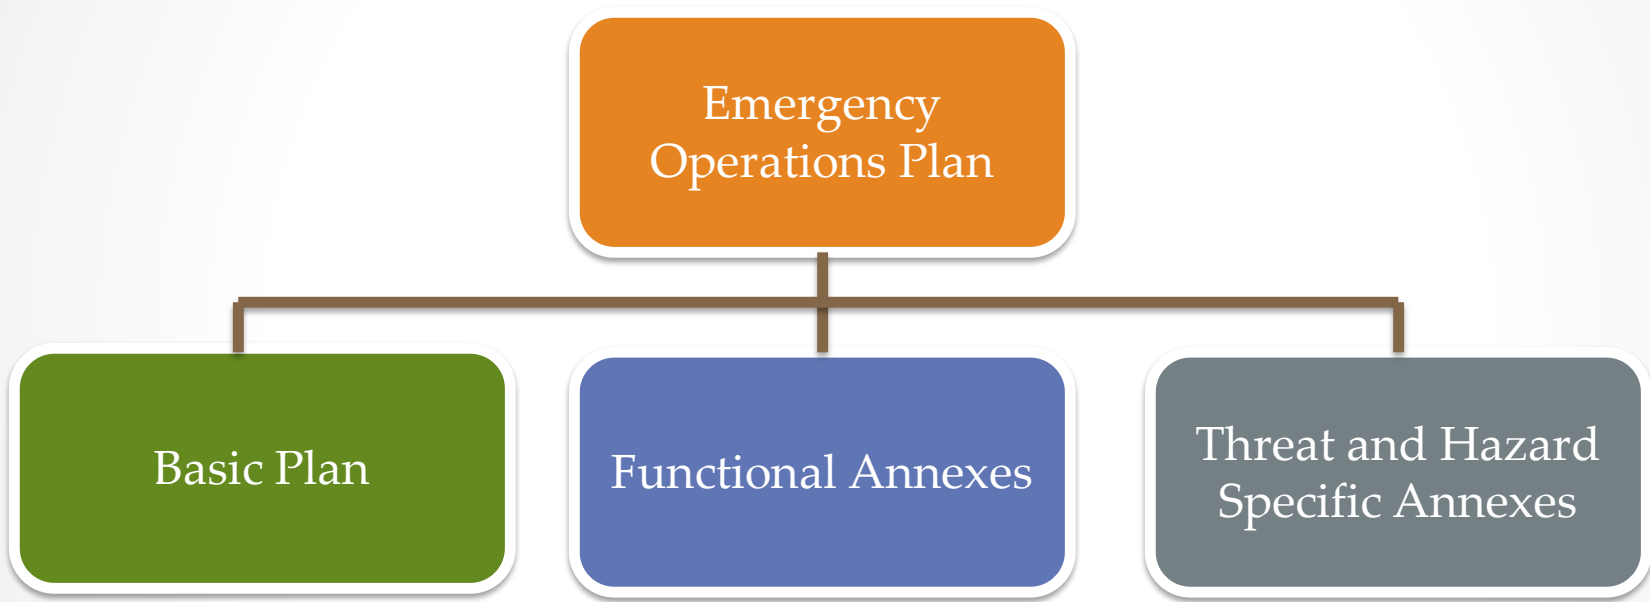 Emergency
Operations Plan
Basic Plan
Functional Annexes
Threat and Hazard
Specific Annexes